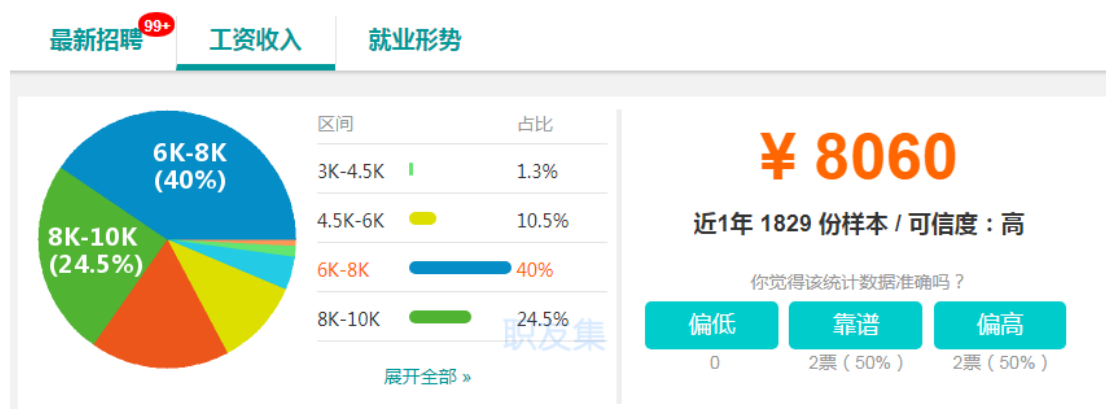 最新招聘 99+ 工资收入 就业形势
6K-8K
(40%)
8K-10K
(24.5%)
区间 占比
3K-4.5K 1.3%
4.5K-6K 10.5%
6K-8K 40%
8K-10K 24.5%
职友集
展开全部 »
¥ 8060
近1年 1829 份样本 / 可信度：高
你觉得该统计数据准确吗？
偏低 靠谱 偏高
0 2票（50%） 2票（50%）